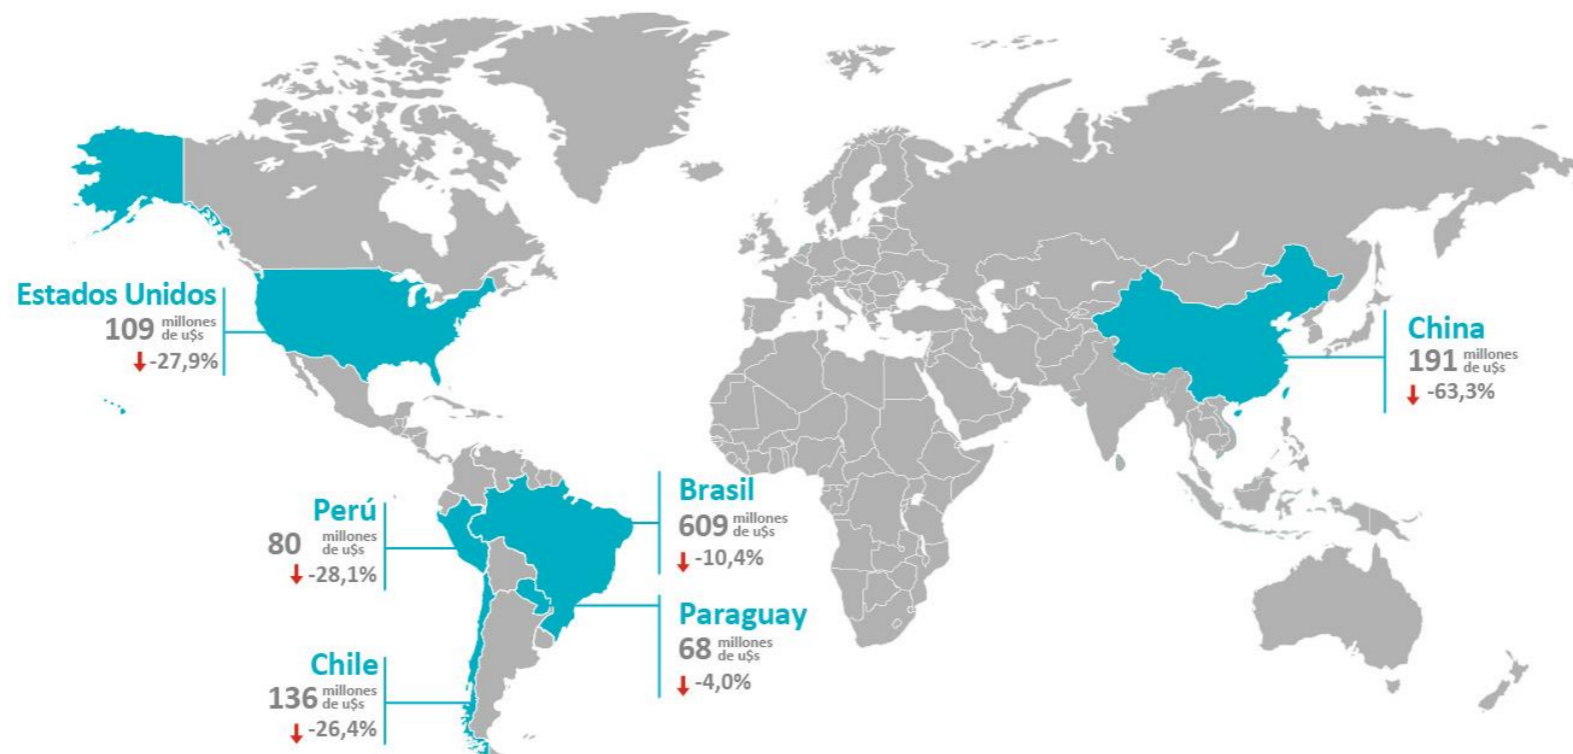 Estados Unidos
109 millones de u$s
-27,9%
China
191 millones de u$s
-63,3%
Perú
80 millones de u$s
-28,1%
Brasil
609 millones de u$s
-10,4%
Paraguay
68 millones de u$s
-4,0%
Chile
136 millones de u$s
-26,4%